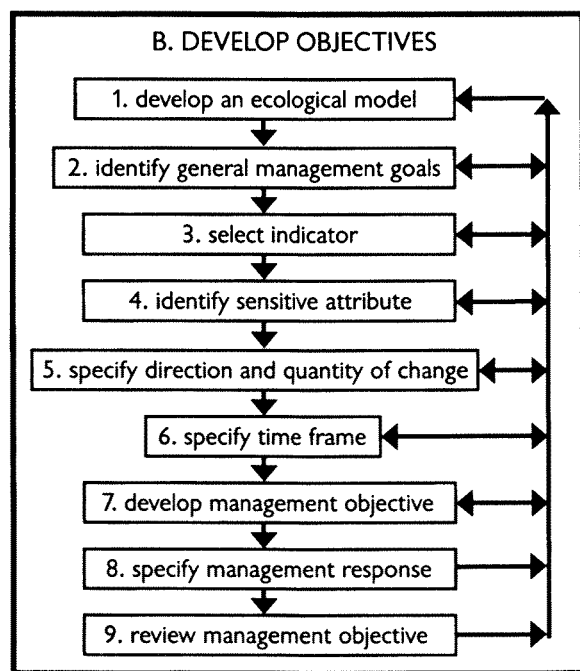 B. DEVELOP OBJECTIVES
1. develop an ecological model
2. identify general management goals
3. select indicator
4. identify sensitive attribute
5. specify direction and quantity of change
6. specify time frame
7. develop management objective
8. specify management response
9. review management objective